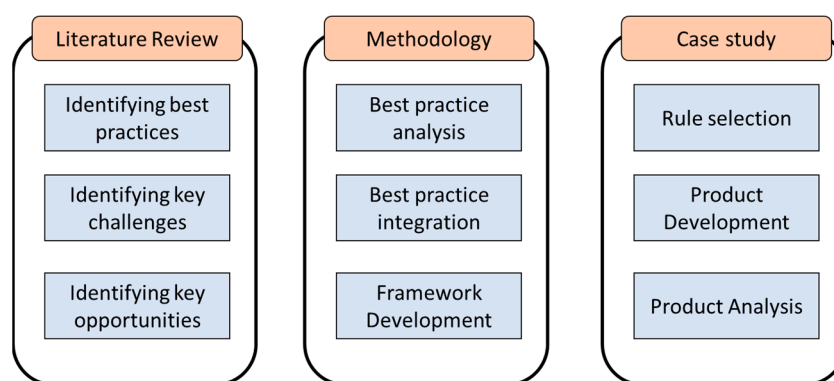 Literature Review
Identifying best
practices
Identifying key
challenges
Identifying key
opportunities
Methodology
Best practice
analysis
Best practice
integration
Framework
Development
Case study
Rule selection
Product
Development
Product Analysis